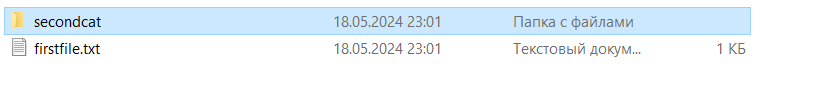 secondcat 18.05.2024 23:01 Папка с файлами
firstfile.txt 18.05.2024 23:01 Текстовый докум... 1 КБ